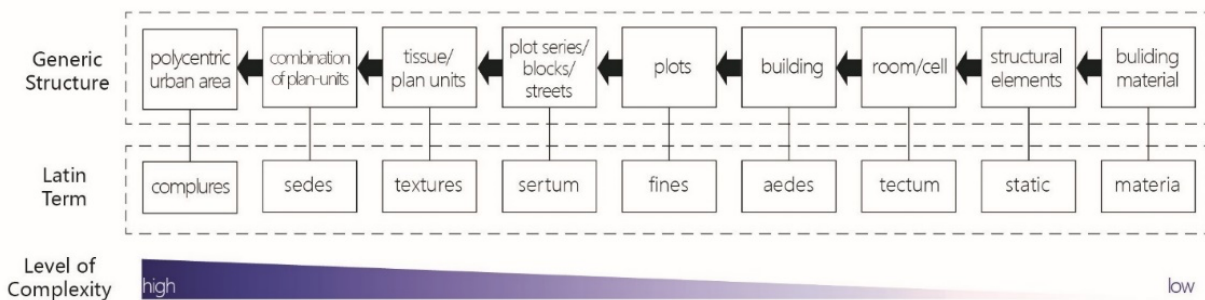 Generic
Structure
polycentric
urban area
combination
of plan-units
tissue/
plan units
plot series/
blocks/
streets
plots
building
room/cell
structural
elements
buliding
material
Latin
Term
complures
sedes
textures
sertum
fines
aedes
tectum
static
materia
Level of
Complexity
high
low